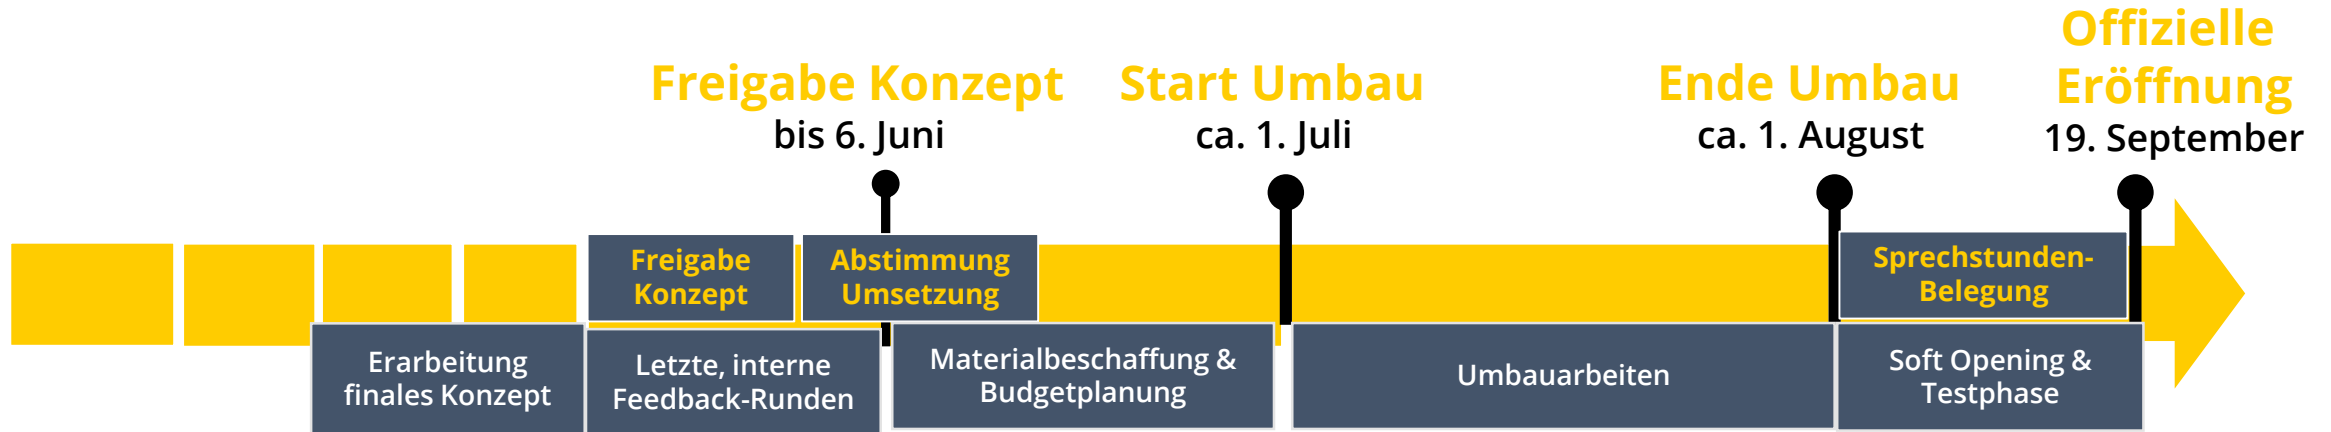 Freigabe Konzept
bis 6. Juni
Start Umbau
ca. 1. Juli
Ende Umbau
ca. 1. August
Offizielle
Eröffnung
19. September
Freigabe
Konzept
Abstimmung
Umsetzung
Sprechstunden-
Belegung
Erarbeitung
finales Konzept
Letzte, interne
Feedback-Runden
Materialbeschaffung &
Budgetplanung
Umbauarbeiten
Soft Opening &
Testphase